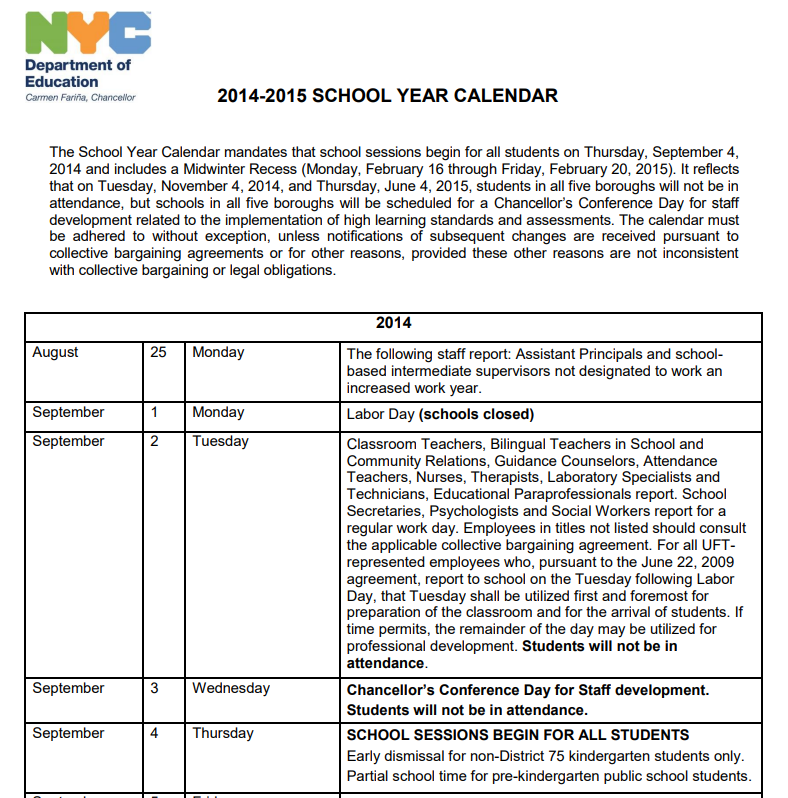 NYC
Department of
Education
Carmen Fariña, Chancellor
2014-2015 SCHOOL YEAR CALENDAR
The School Year Calendar mandates that school sessions begin for all students on Thursday, September 4,
2014 and includes a Midwinter Recess (Monday, February 16 through Friday, February 20, 2015). It reflects
that on Tuesday, November 4, 2014, and Thursday, June 4, 2015, students in all five boroughs will not be in
attendance, but schools in all five boroughs will be scheduled for a Chancellor's Conference Day for staff
development related to the implementation of high learning standards and assessments. The calendar must
be adhered to without exception, unless notifications of subsequent changes are received pursuant to
collective bargaining agreements or for other reasons, provided these other reasons are not inconsistent
with collective bargaining or legal obligations.
2014
August 25 Monday The following staff report: Assistant Principals and school-
based intermediate supervisors not designated to work an
increased work year.
September 1 Monday Labor Day (schools closed)
September 2 Tuesday Classroom Teachers, Bilingual Teachers in School and
Community Relations, Guidance Counselors, Attendance
Teachers, Nurses, Therapists, Laboratory Specialists and
Technicians, Educational Paraprofessionals report. School
Secretaries, Psychologists and Social Workers report for a
regular work day. Employees in titles not listed should consult
the applicable collective bargaining agreement. For all UFT-
represented employees who, pursuant to the June 22, 2009
agreement, report to school on the Tuesday following Labor
Day, that Tuesday shall be utilized first and foremost for
preparation of the classroom and for the arrival of students. If
time permits, the remainder of the day may be utilized for
professional development. Students will not be in
attendance.
September 3 Wednesday Chancellor's Conference Day for Staff development.
Students will not be in attendance.
September 4 Thursday SCHOOL SESSIONS BEGIN FOR ALL STUDENTS
Early dismissal for non-District 75 kindergarten students only.
Partial school time for pre-kindergarten public school students.